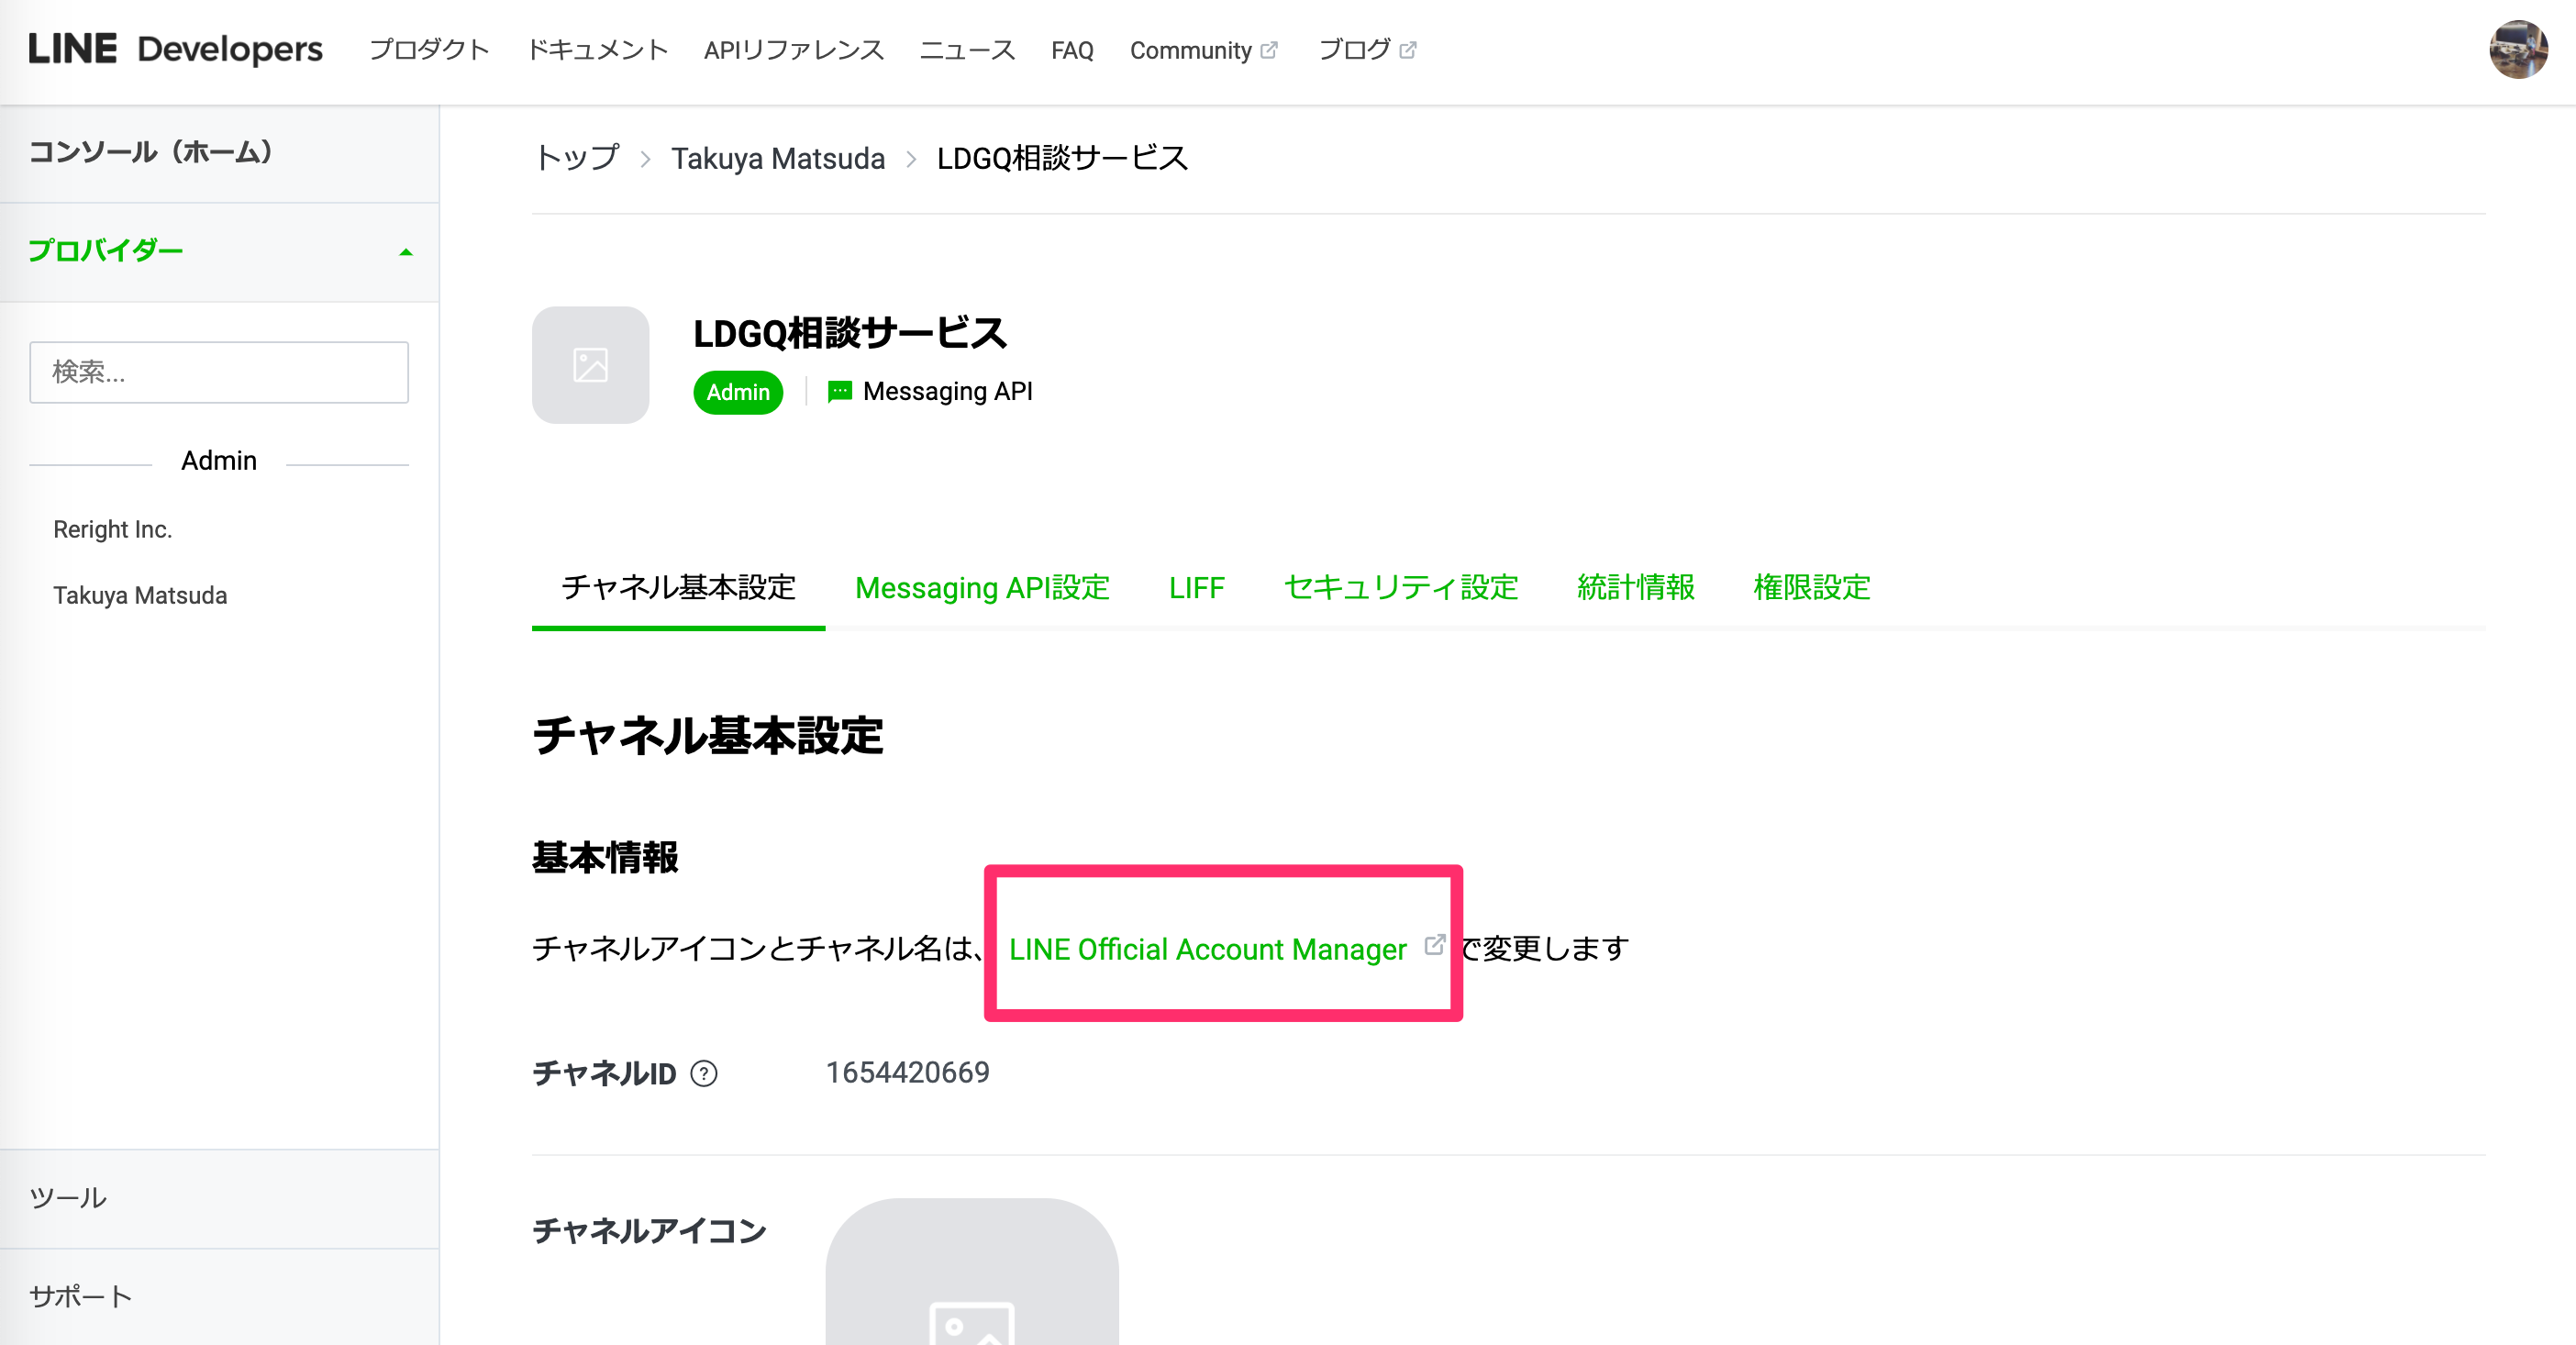 LINE Developers プロダクト ドキュメント APIリファレンス ニュース FAQ Community ブログ
コンソール（ホーム）
プロバイダー
検索...
Admin
Reright Inc.
Takuya Matsuda
ツール
サポート
トップ > Takuya Matsuda > LDGQ相談サービス
LDGQ相談サービス
Admin Messaging API
チャネル基本設定 Messaging API設定 LIFF セキュリティ設定 統計情報 権限設定
チャネル基本設定
基本情報
チャネルアイコンとチャネル名は、 LINE Official Account Manager で変更します
チャネルID ? 1654420669
チャネルアイコン